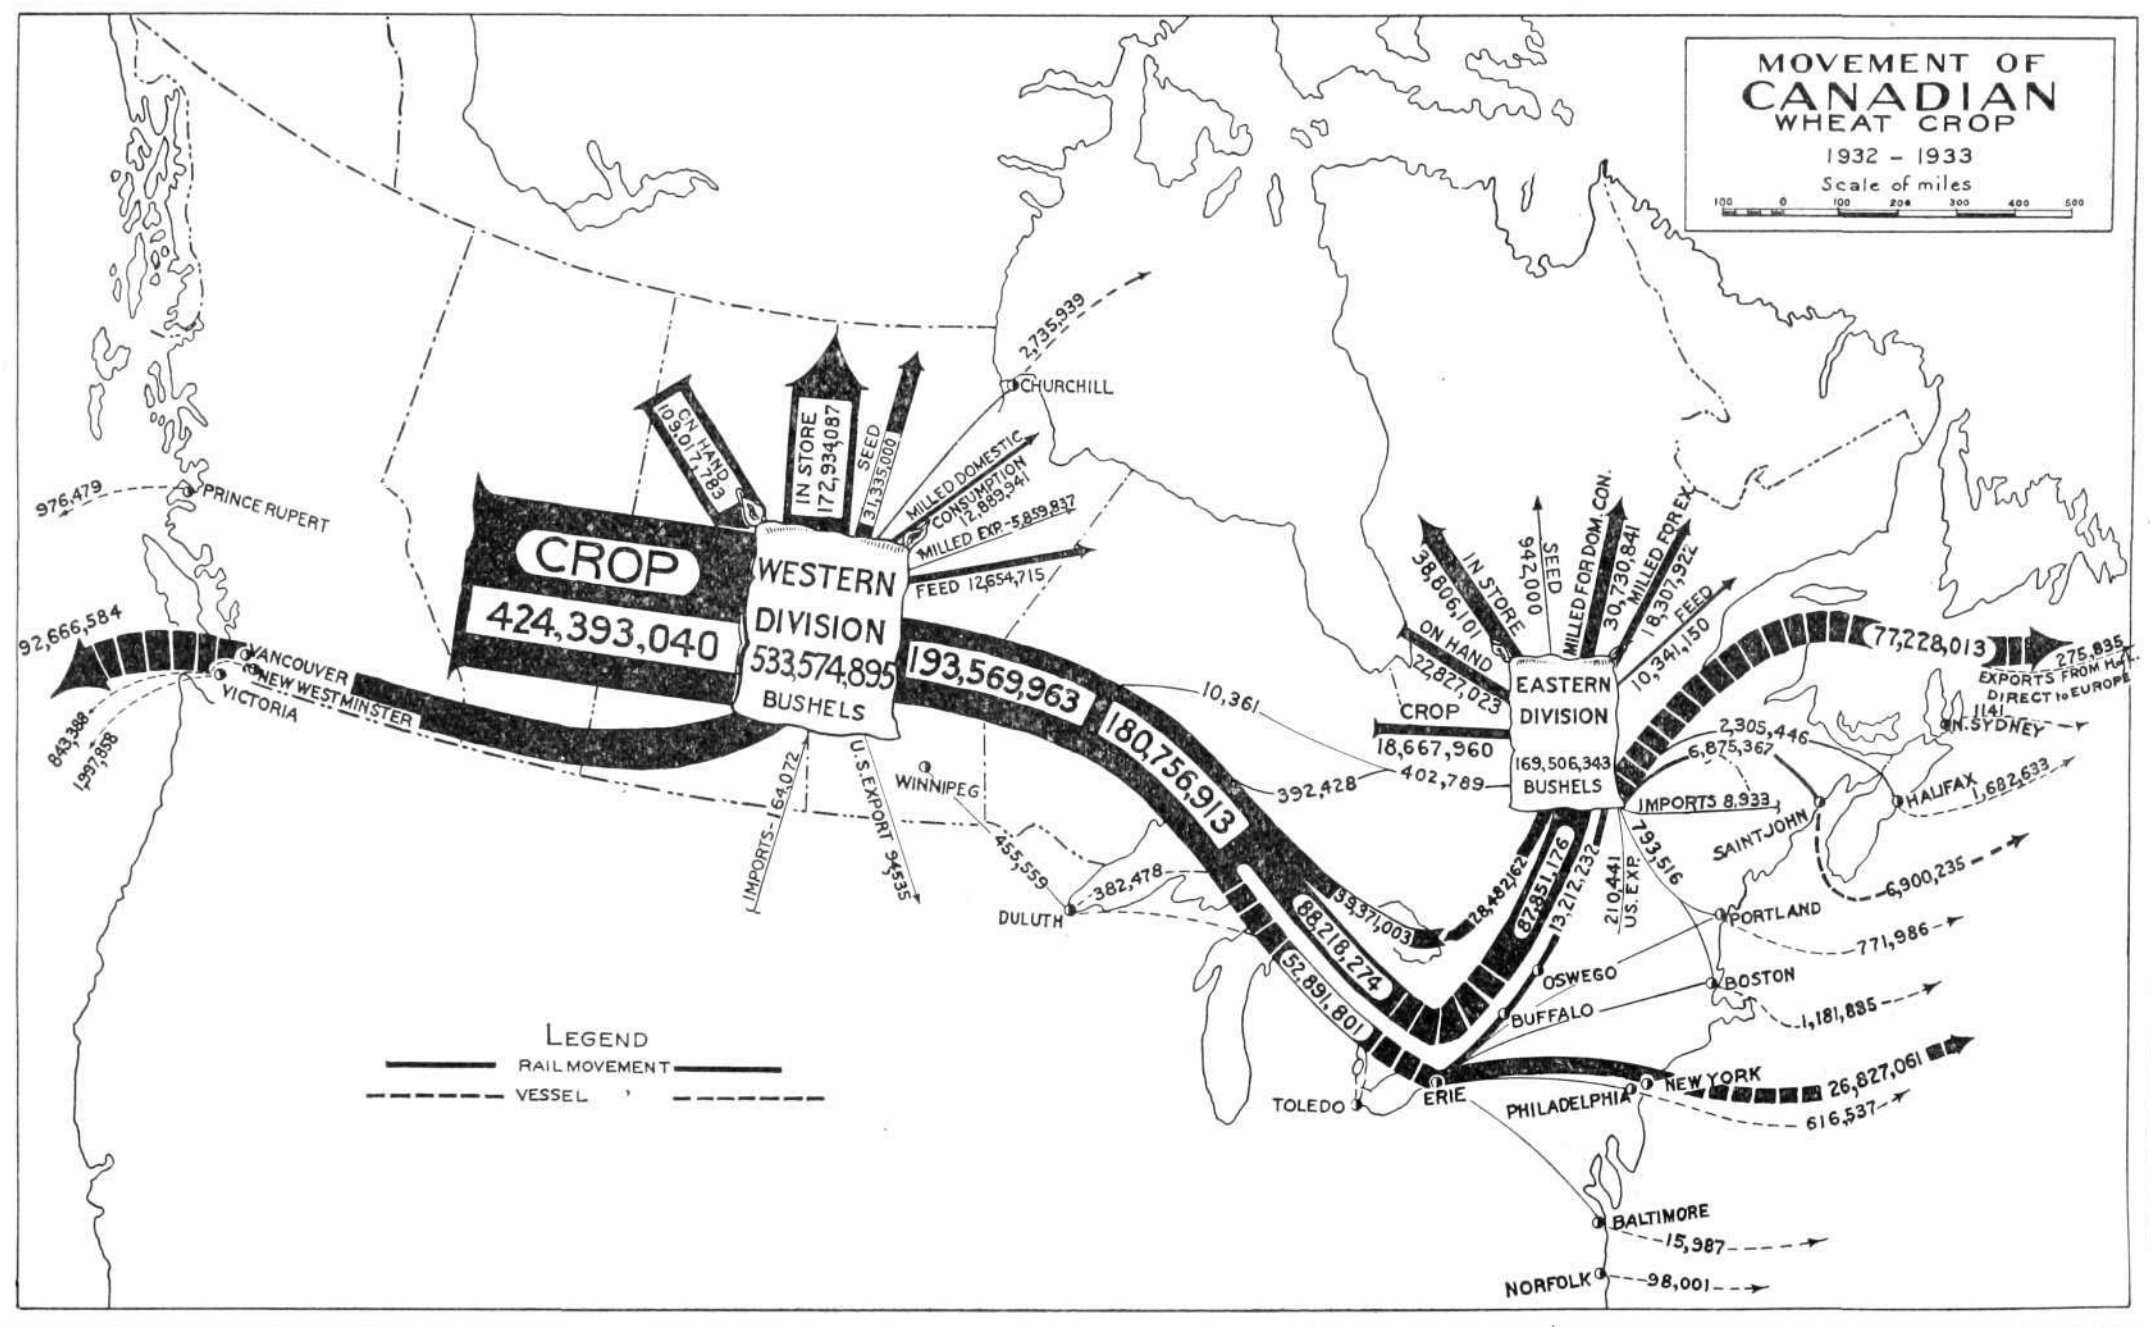 MOVEMENT OF
CANADIAN
WHEAT CROP
1932 – 1933
Scale of miles
100 0 100 200 300 400 500
2,735,939
CHURCHILL
ON HAND
109,017,783
IN STORE
172,934,087
SEED
31,335,000
MILLED DOMESTIC
CONSUMPTION
12,889,941
MILLED EXP.-5,859,837
FEED 12,654,715
976,479
PRINCE RUPERT
CROP
424,393,040
WESTERN
DIVISION
533,574,895
BUSHELS
92,666,584
VANCOUVER
NEW WESTMINSTER
VICTORIA
843,388
1,997,858
IMPORTS-164,072
U.S. EXPORT 94,535
WINNIPEG
455,559
DULUTH
382,478
193,569,963
180,756,913
10,361
392,428
402,789
IN STORE
38,806,101
SEED
942,000
MILLED FOR DOM. CON.
30,730,841
MILLED FOR EX.
18,307,922
FEED
10,341,150
ON HAND
22,827,023
CROP
18,667,960
EASTERN
DIVISION
169,506,343
BUSHELS
77,228,013
275,835
EXPORTS FROM
DIRECT to EUROPE
1141
N. SYDNEY
2,305,446
6,875,367
IMPORTS 8,933
HALIFAX
1,682,633
SAINT JOHN
6,900,235
793,516
210,441
U.S. EXP.
28,482,162
87,851,176
13,212,232
39,371,003
88,218,274
52,891,801
PORTLAND
771,986
OSWEGO
BOSTON
BUFFALO
1,181,835
TOLEDO
ERIE
NEW YORK
26,827,061
PHILADELPHIA
616,537
BALTIMORE
15,987
NORFOLK
98,001
LEGEND
RAIL MOVEMENT
VESSEL '